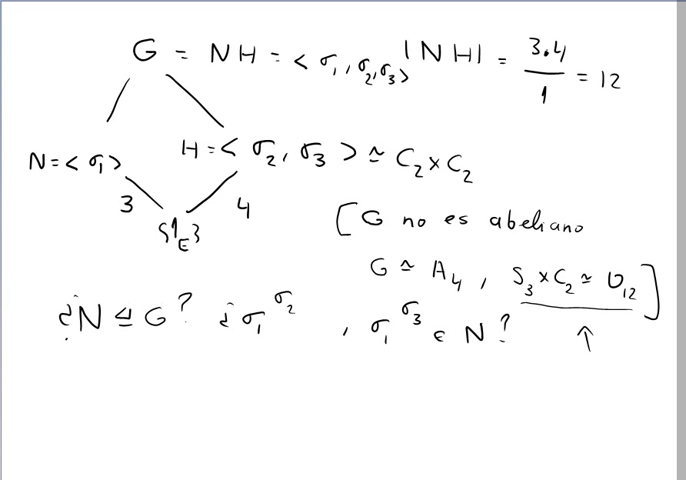 G = NH = < σ₁, σ₂, σ₃ > |NH| = 3·4 / 1 = 12
N = < σ₁ > H = < σ₂, σ₃ > ≃ C₂ × C₂
3 4
{1_E}
[ G no es abeliano
G ≃ A₄ , S₃ × C₂ ≃ D₁₂ ]
¿N ⊴ G? ¿ σ₁^σ₂ , σ₁^σ₃ ∈ N? ↑